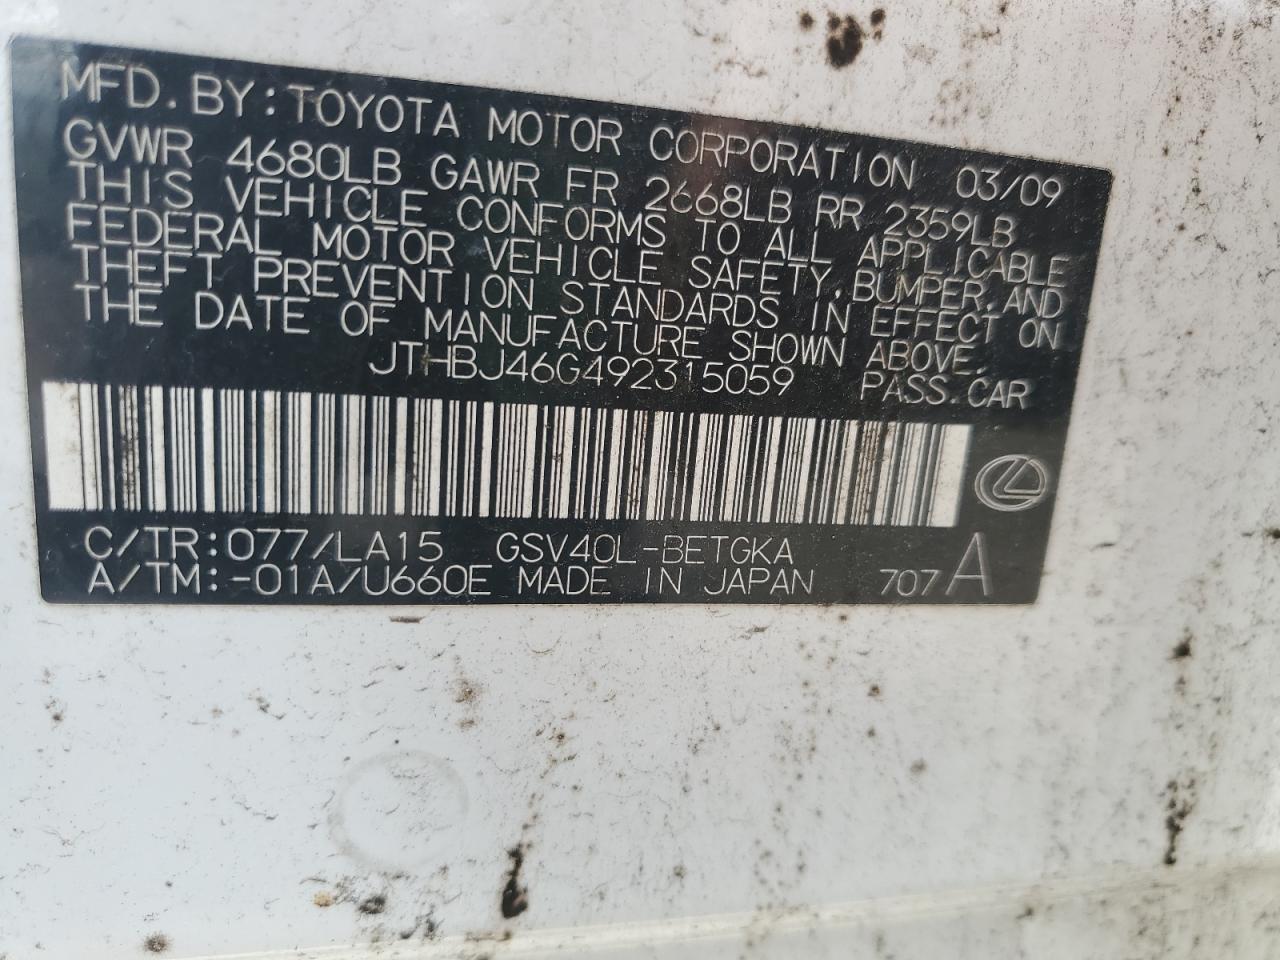 MFD. BY: TOYOTA MOTOR CORPORATION 03/09
GVWR 4680LB GAWR FR 2668LB RR 2359LB
THIS VEHICLE CONFORMS TO ALL APPLICABLE
FEDERAL MOTOR VEHICLE SAFETY, BUMPER, AND
THEFT PREVENTION STANDARDS IN EFFECT ON
THE DATE OF MANUFACTURE SHOWN ABOVE.
JTHBJ46G492315059 PASS. CAR
C/TR:077/LA15 GSV40L-BETGKA
A/TM:-01A/U660E MADE IN JAPAN 707A